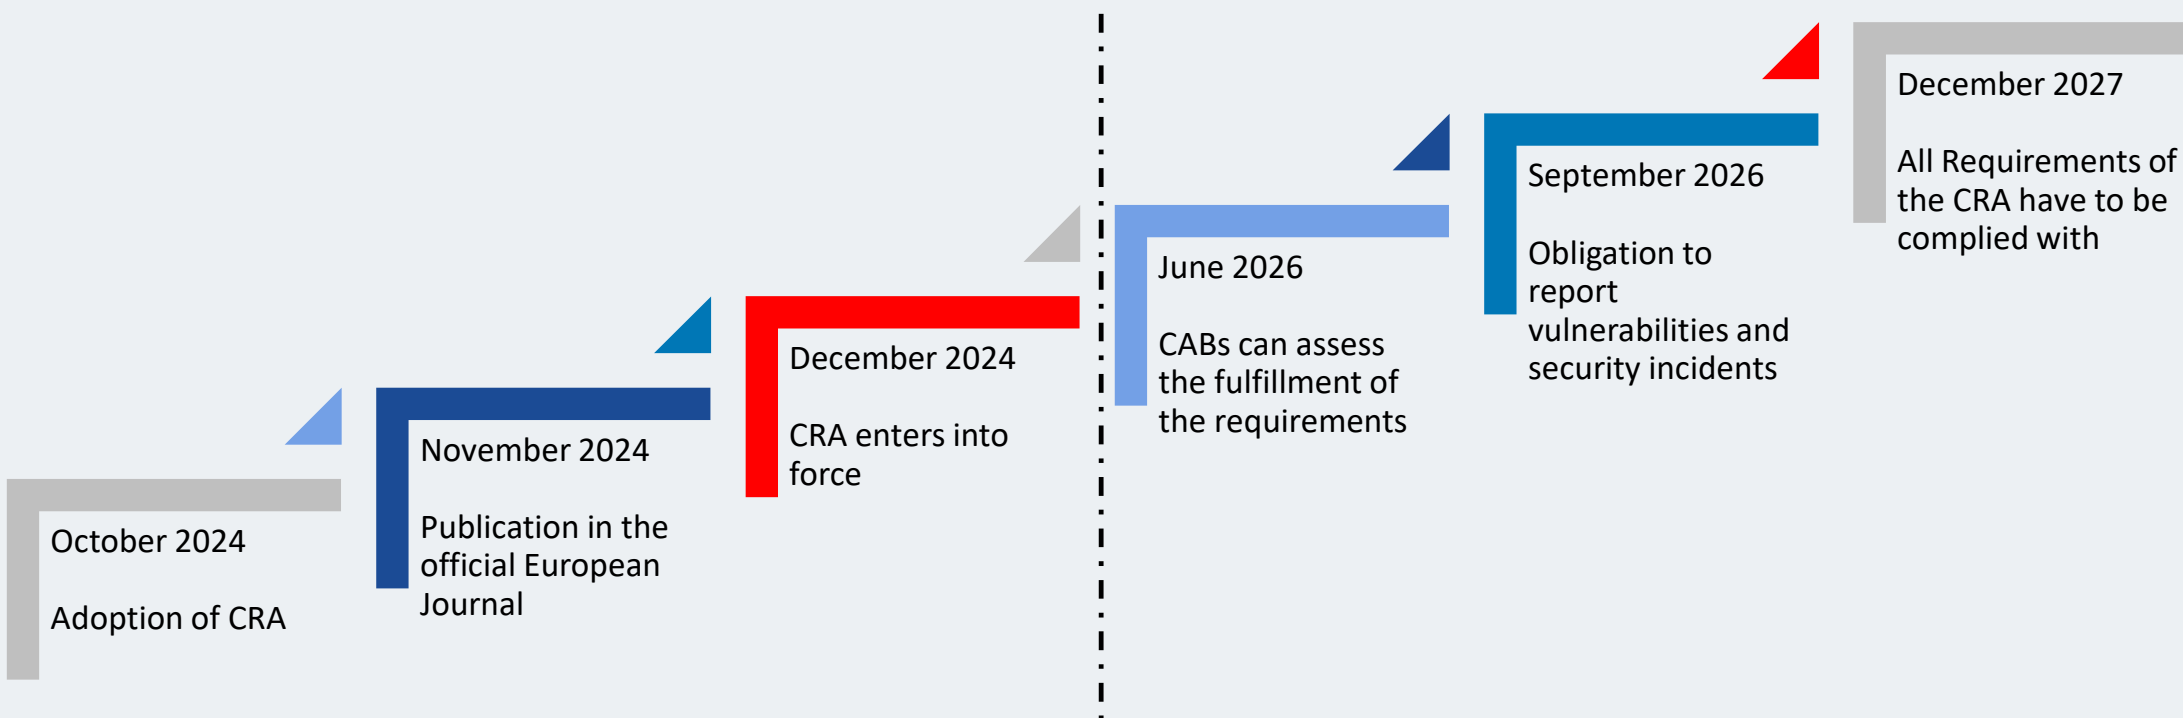 October 2024
Adoption of CRA
November 2024
Publication in the
official European
Journal
December 2024
CRA enters into
force
June 2026
CABs can assess
the fulfillment of
the requirements
September 2026
Obligation to
report
vulnerabilities and
security incidents
December 2027
All Requirements of
the CRA have to be
complied with